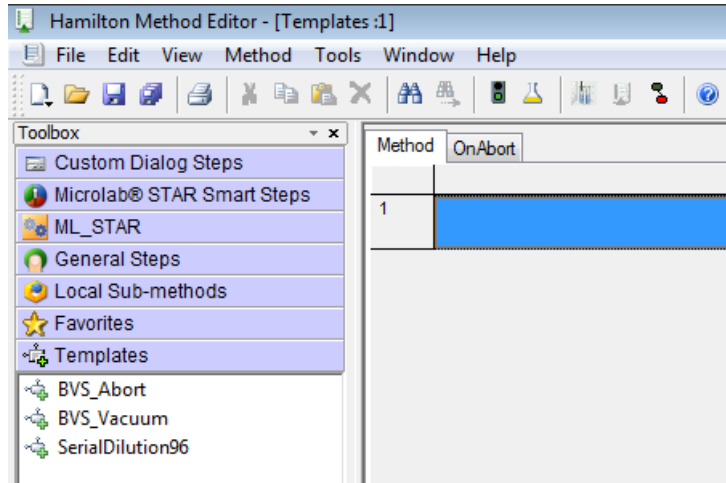 Hamilton Method Editor - [Templates :1]
File Edit View Method Tools Window Help
Toolbox
Custom Dialog Steps
Microlab® STAR Smart Steps
ML_STAR
General Steps
Local Sub-methods
Favorites
Templates
BVS_Abort
BVS_Vacuum
SerialDilution96
Method OnAbort
1